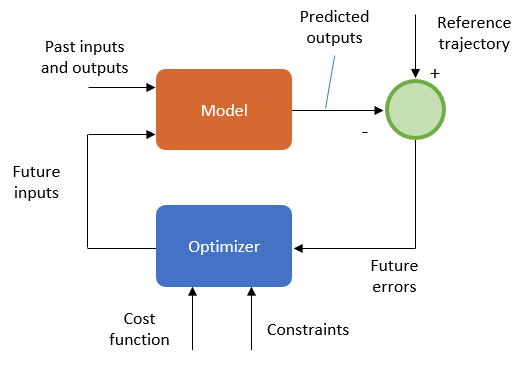 Predicted
outputs
Reference
trajectory
Past inputs
and outputs
+
Model
-
Future
inputs
Optimizer
Future
errors
Cost
function
Constraints